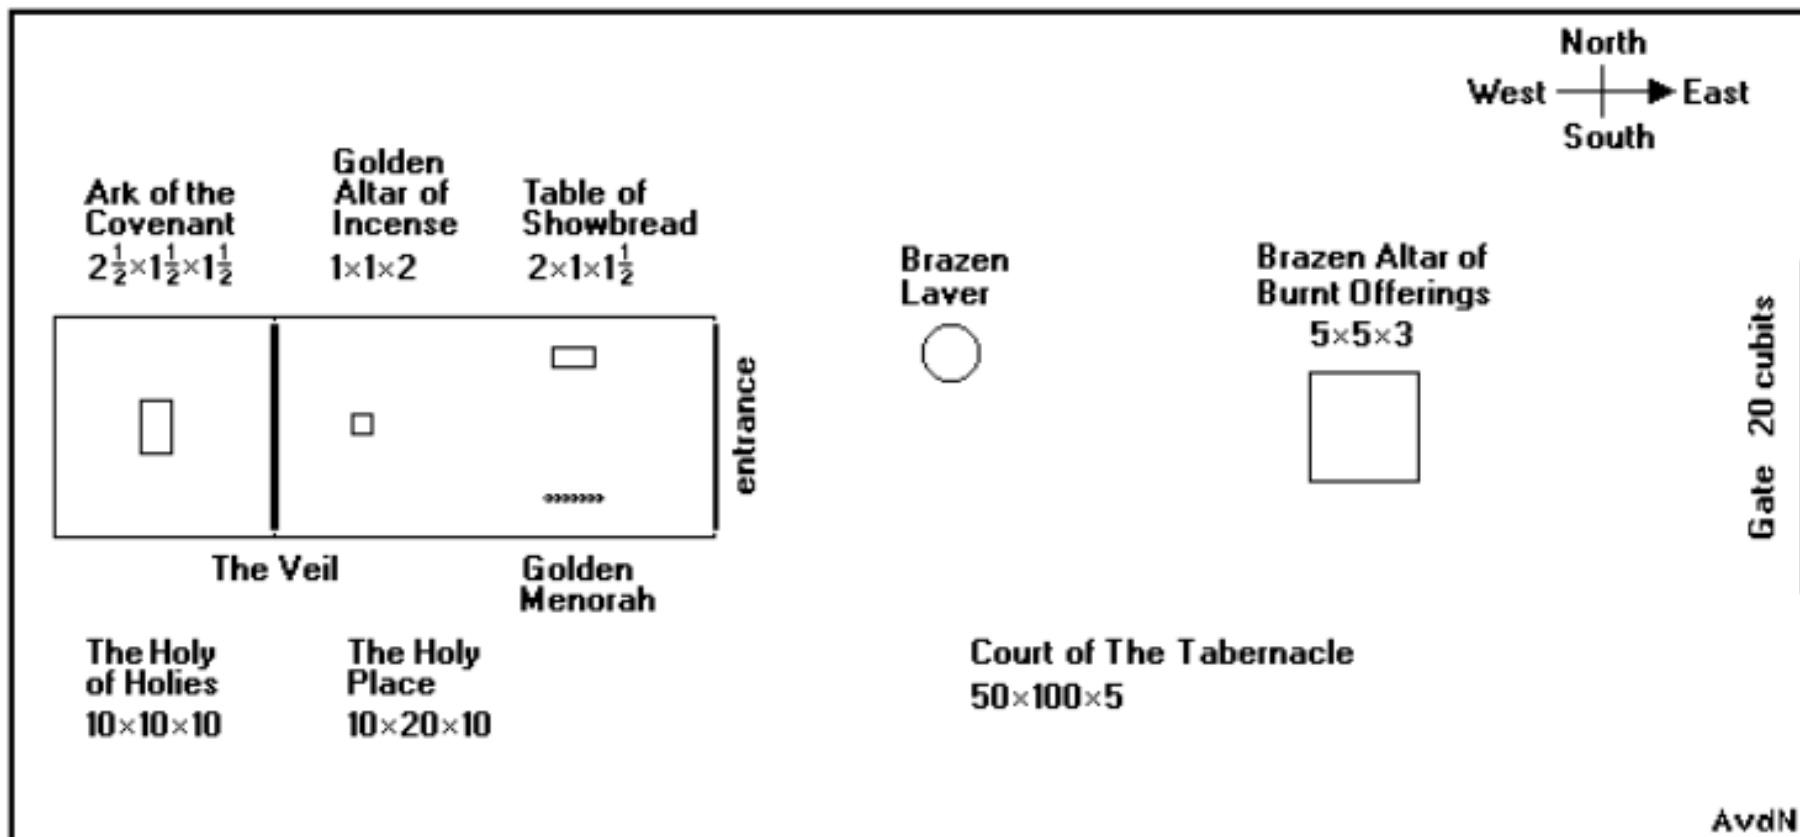 North
West East
South
Ark of the
Covenant
2½×1½×1½
Golden
Altar of
Incense
1×1×2
Table of
Showbread
2×1×1½
Brazen
Laver
Brazen Altar of
Burnt Offerings
5×5×3
entrance
Gate 20 cubits
The Veil
Golden
Menorah
The Holy
of Holies
10×10×10
The Holy
Place
10×20×10
Court of The Tabernacle
50×100×5
AvdN